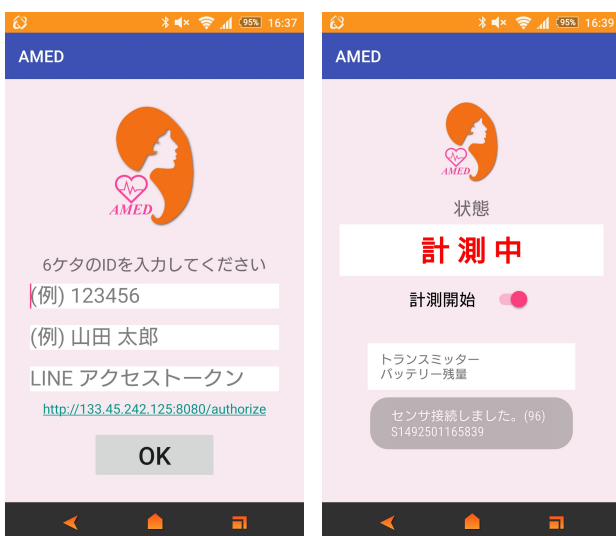 95% 16:37
AMED
AMED
6ケタのIDを入力してください
(例) 123456
(例) 山田 太郎
LINE アクセストークン
http://133.45.242.125:8080/authorize
OK
95% 16:39
AMED
AMED
状態
計測中
計測開始
トランスミッター
バッテリー残量
センサ接続しました。(96)
S1492501165839